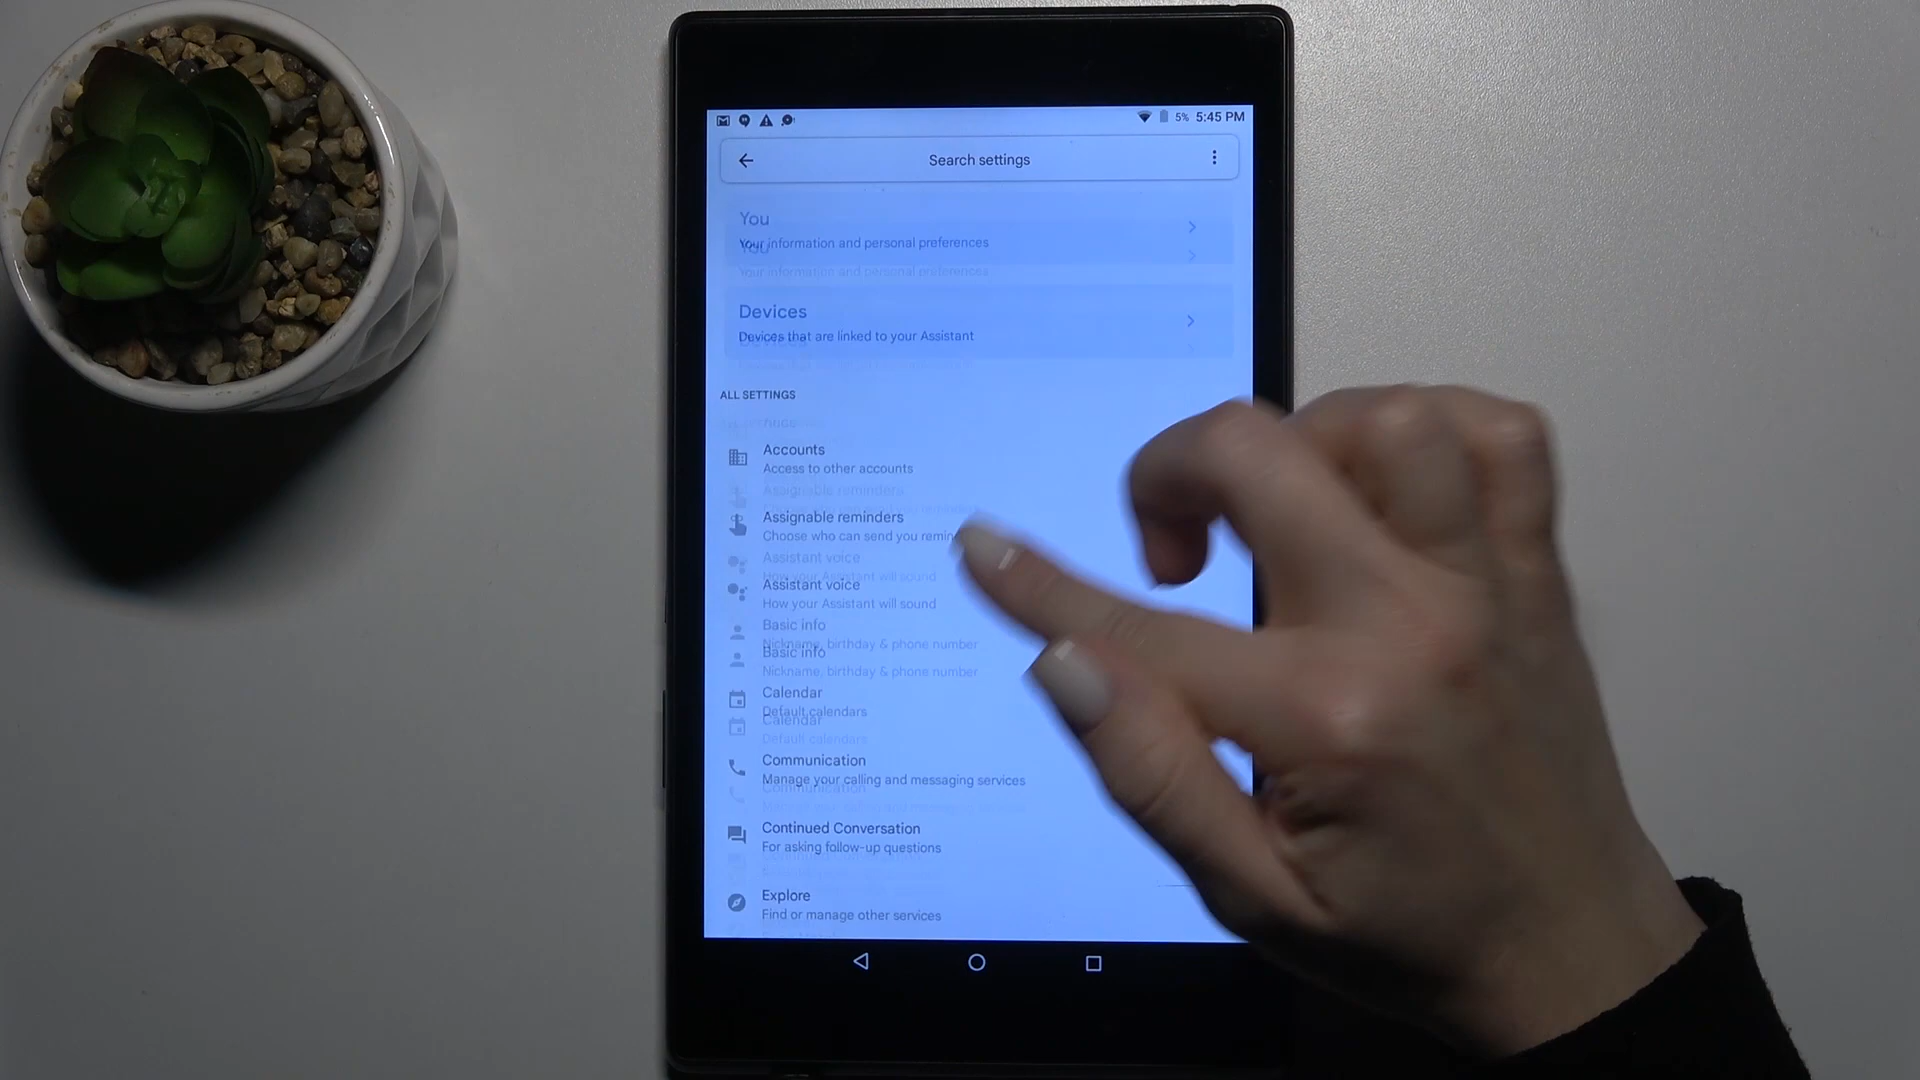 5% 5:45 PM
Search settings
You
Your information and personal preferences
You
Your information and personal preferences
Devices
Devices that are linked to your Assistant
ALL SETTINGS
Accounts
Access to other accounts
Assignable reminders
Assignable reminders
Choose who can send you
Assistant voice
How your Assistant will sound
Assistant voice
How your Assistant will sound
Basic info
Nickname, birthday & phone number
Basic info
Nickname, birthday & phone number
Calendar
Default calendars
Calendar
Default calendars
Communication
Manage your calling and messaging services
Communication
Continued Conversation
For asking follow-up questions
Explore
Find or manage other services